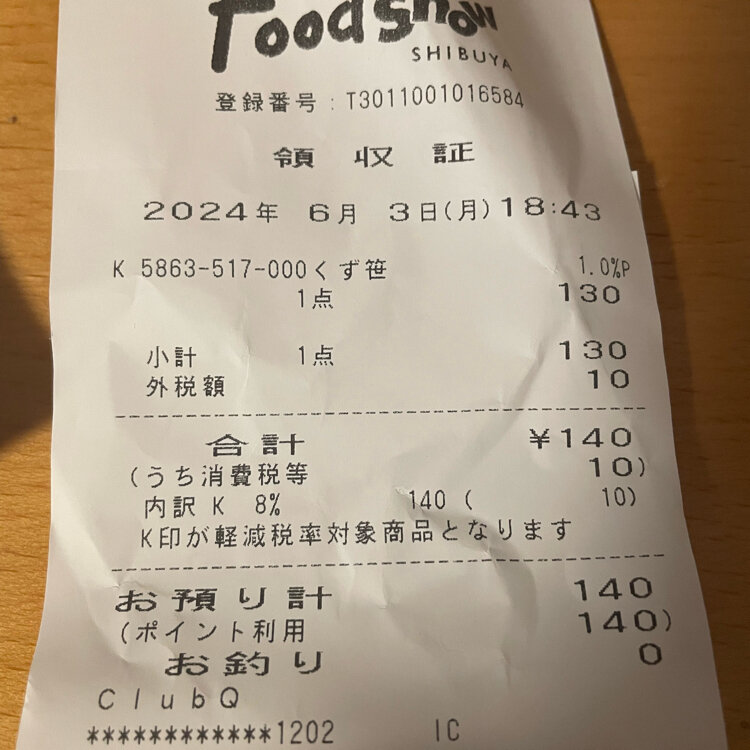 Foodshow
SHIBUYA
登録番号：T3011001016584
領 収 証
2024年 6月 3日(月)18:43
K 5863-517-000くず笹 1.0%P
1点 130
小計 1点 130
外税額 10
合計 ¥140
(うち消費税等 10)
内訳 K 8% 140 ( 10)
K印が軽減税率対象商品となります
お預り計 140
(ポイント利用 140)
お釣り 0
ClubQ
************1202 IC